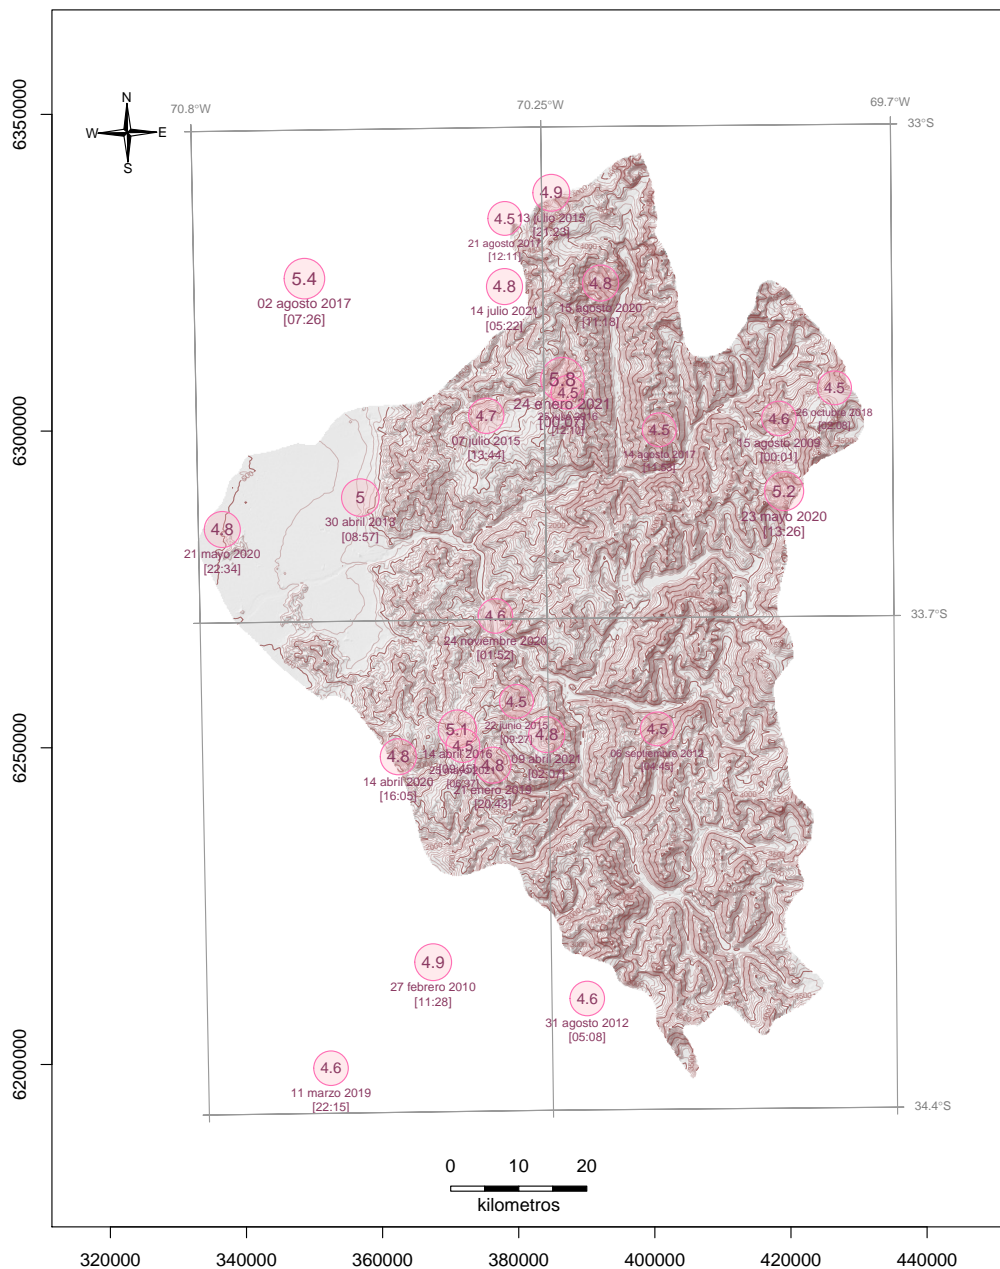 N
W
E
S
70.8°W
70.25°W
69.7°W
33°S
33.7°S
34.4°S
4.9
13 julio 2015
[21:23]
4.5
21 agosto 2017
[12:11]
5.4
02 agosto 2017
[07:26]
4.8
14 julio 2021
[05:22]
4.8
15 agosto 2020
[11:18]
5.8
24 enero 2021
[00:07]
4.5
4.7
07 julio 2015
[13:44]
4.5
14 agosto 2017
4.5
26 octubre 2018
[02:08]
4.6
15 agosto 2009
[00:01]
5.2
23 mayo 2020
[13:26]
5
30 abril 2013
[08:57]
4.8
21 mayo 2020
[22:34]
4.6
24 noviembre 2020
[01:52]
4.5
22 junio 2015
[09:27]
5.1
14 abril 2016
[09:45]
4.5
4.8
14 abril 2020
[16:05]
4.8
21 enero 2019
[20:43]
4.8
09 abril 2021
[02:07]
4.5
06 septiembre 2012
[04:45]
4.9
27 febrero 2010
[11:28]
4.6
31 agosto 2012
[05:08]
4.6
11 marzo 2019
[22:15]
0 10 20
kilometros
6350000
6300000
6250000
6200000
320000 340000 360000 380000 400000 420000 440000